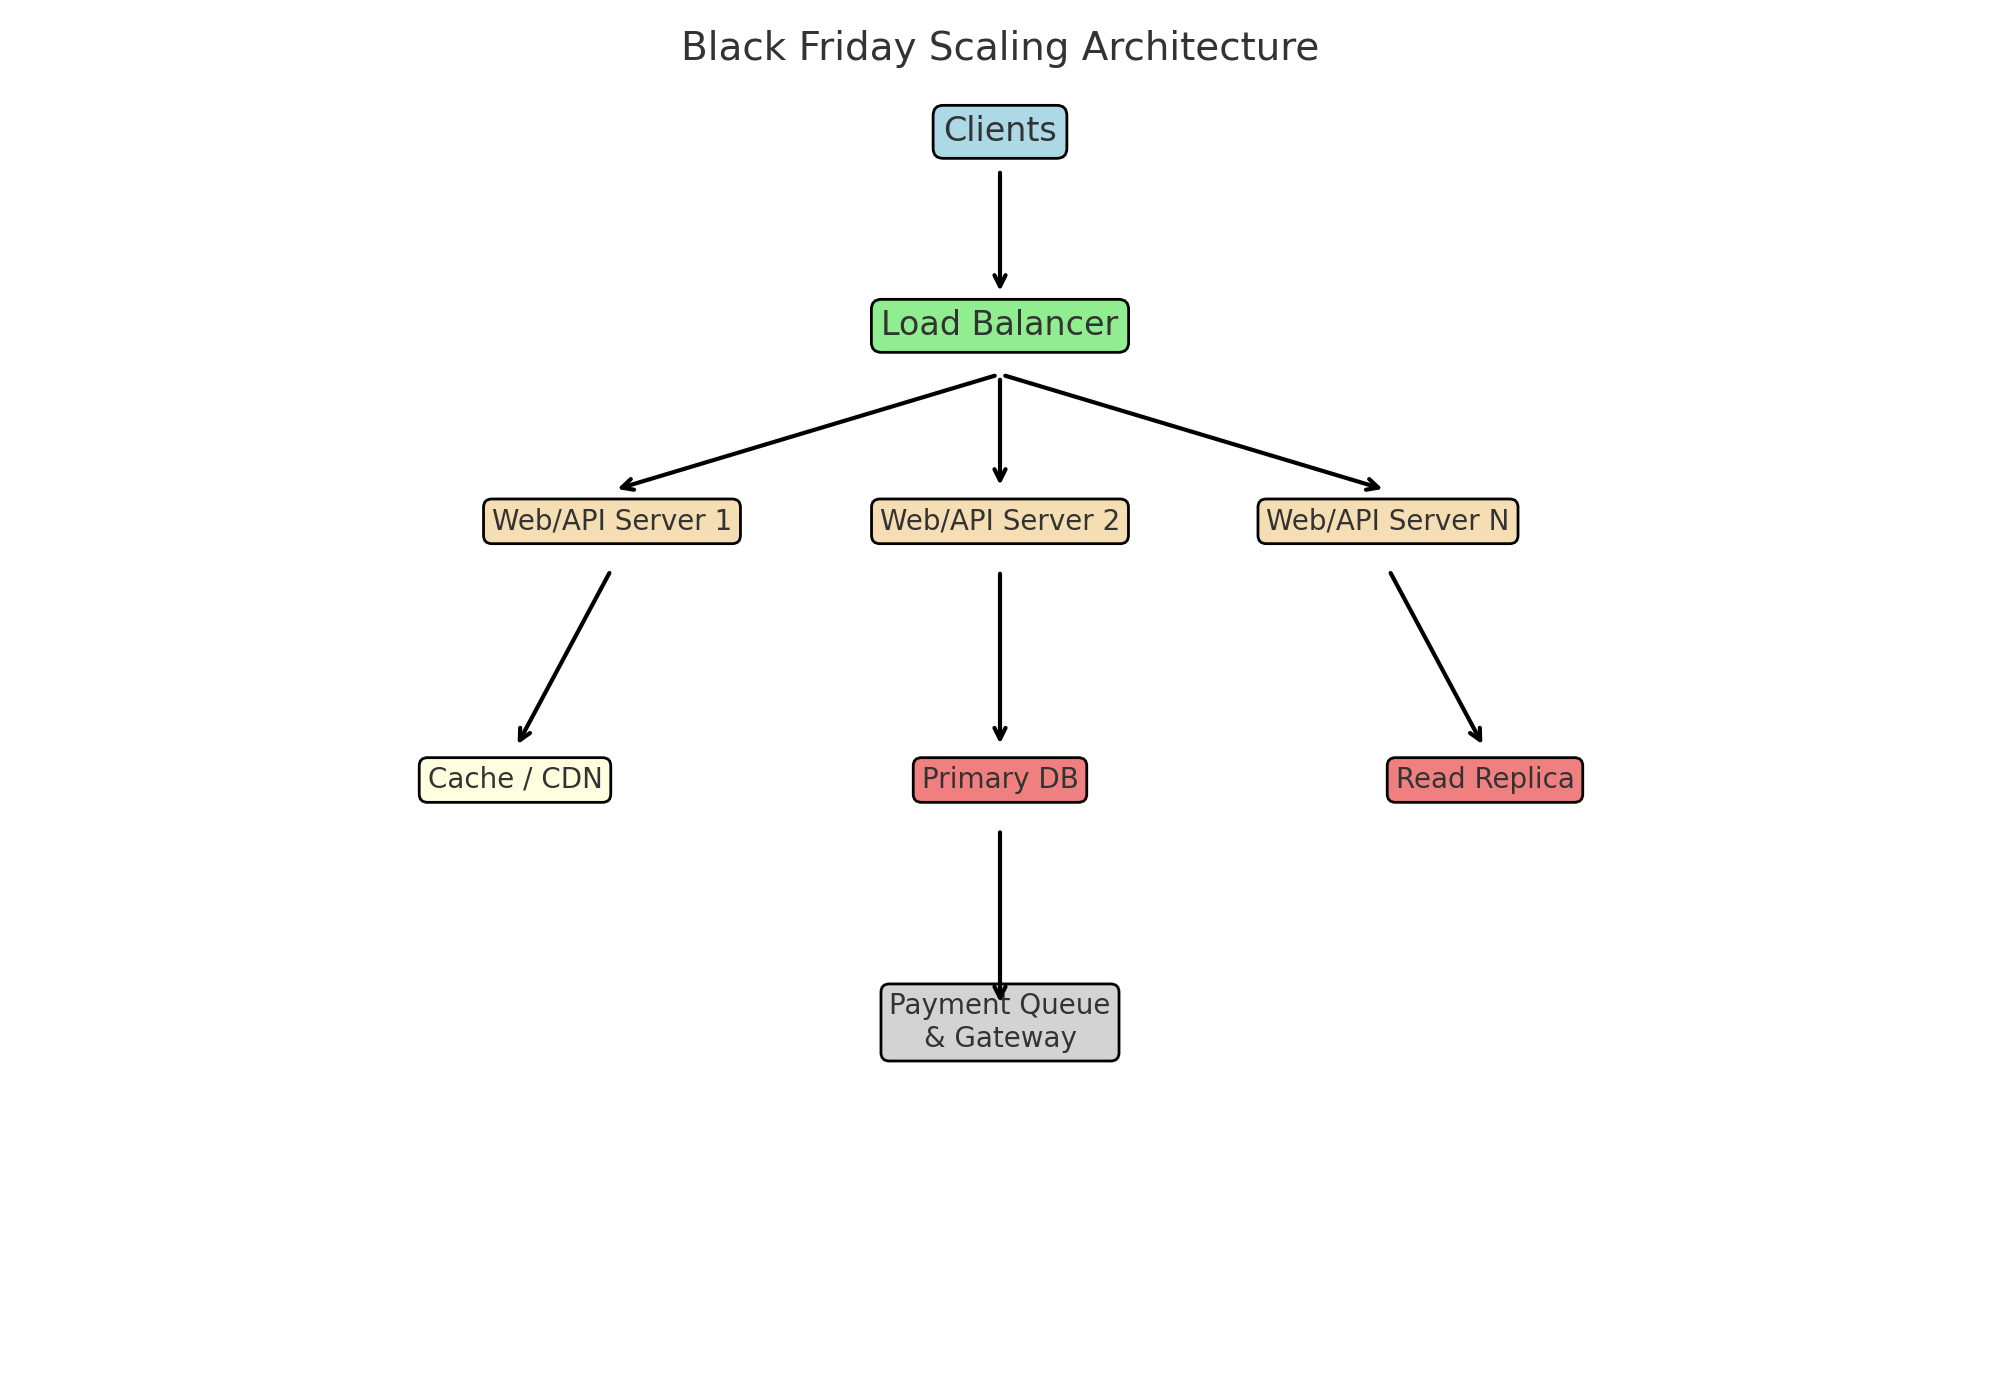 Black Friday Scaling Architecture
Clients
Load Balancer
Web/API Server 1
Web/API Server 2
Web/API Server N
Cache / CDN
Primary DB
Read Replica
Payment Queue
& Gateway